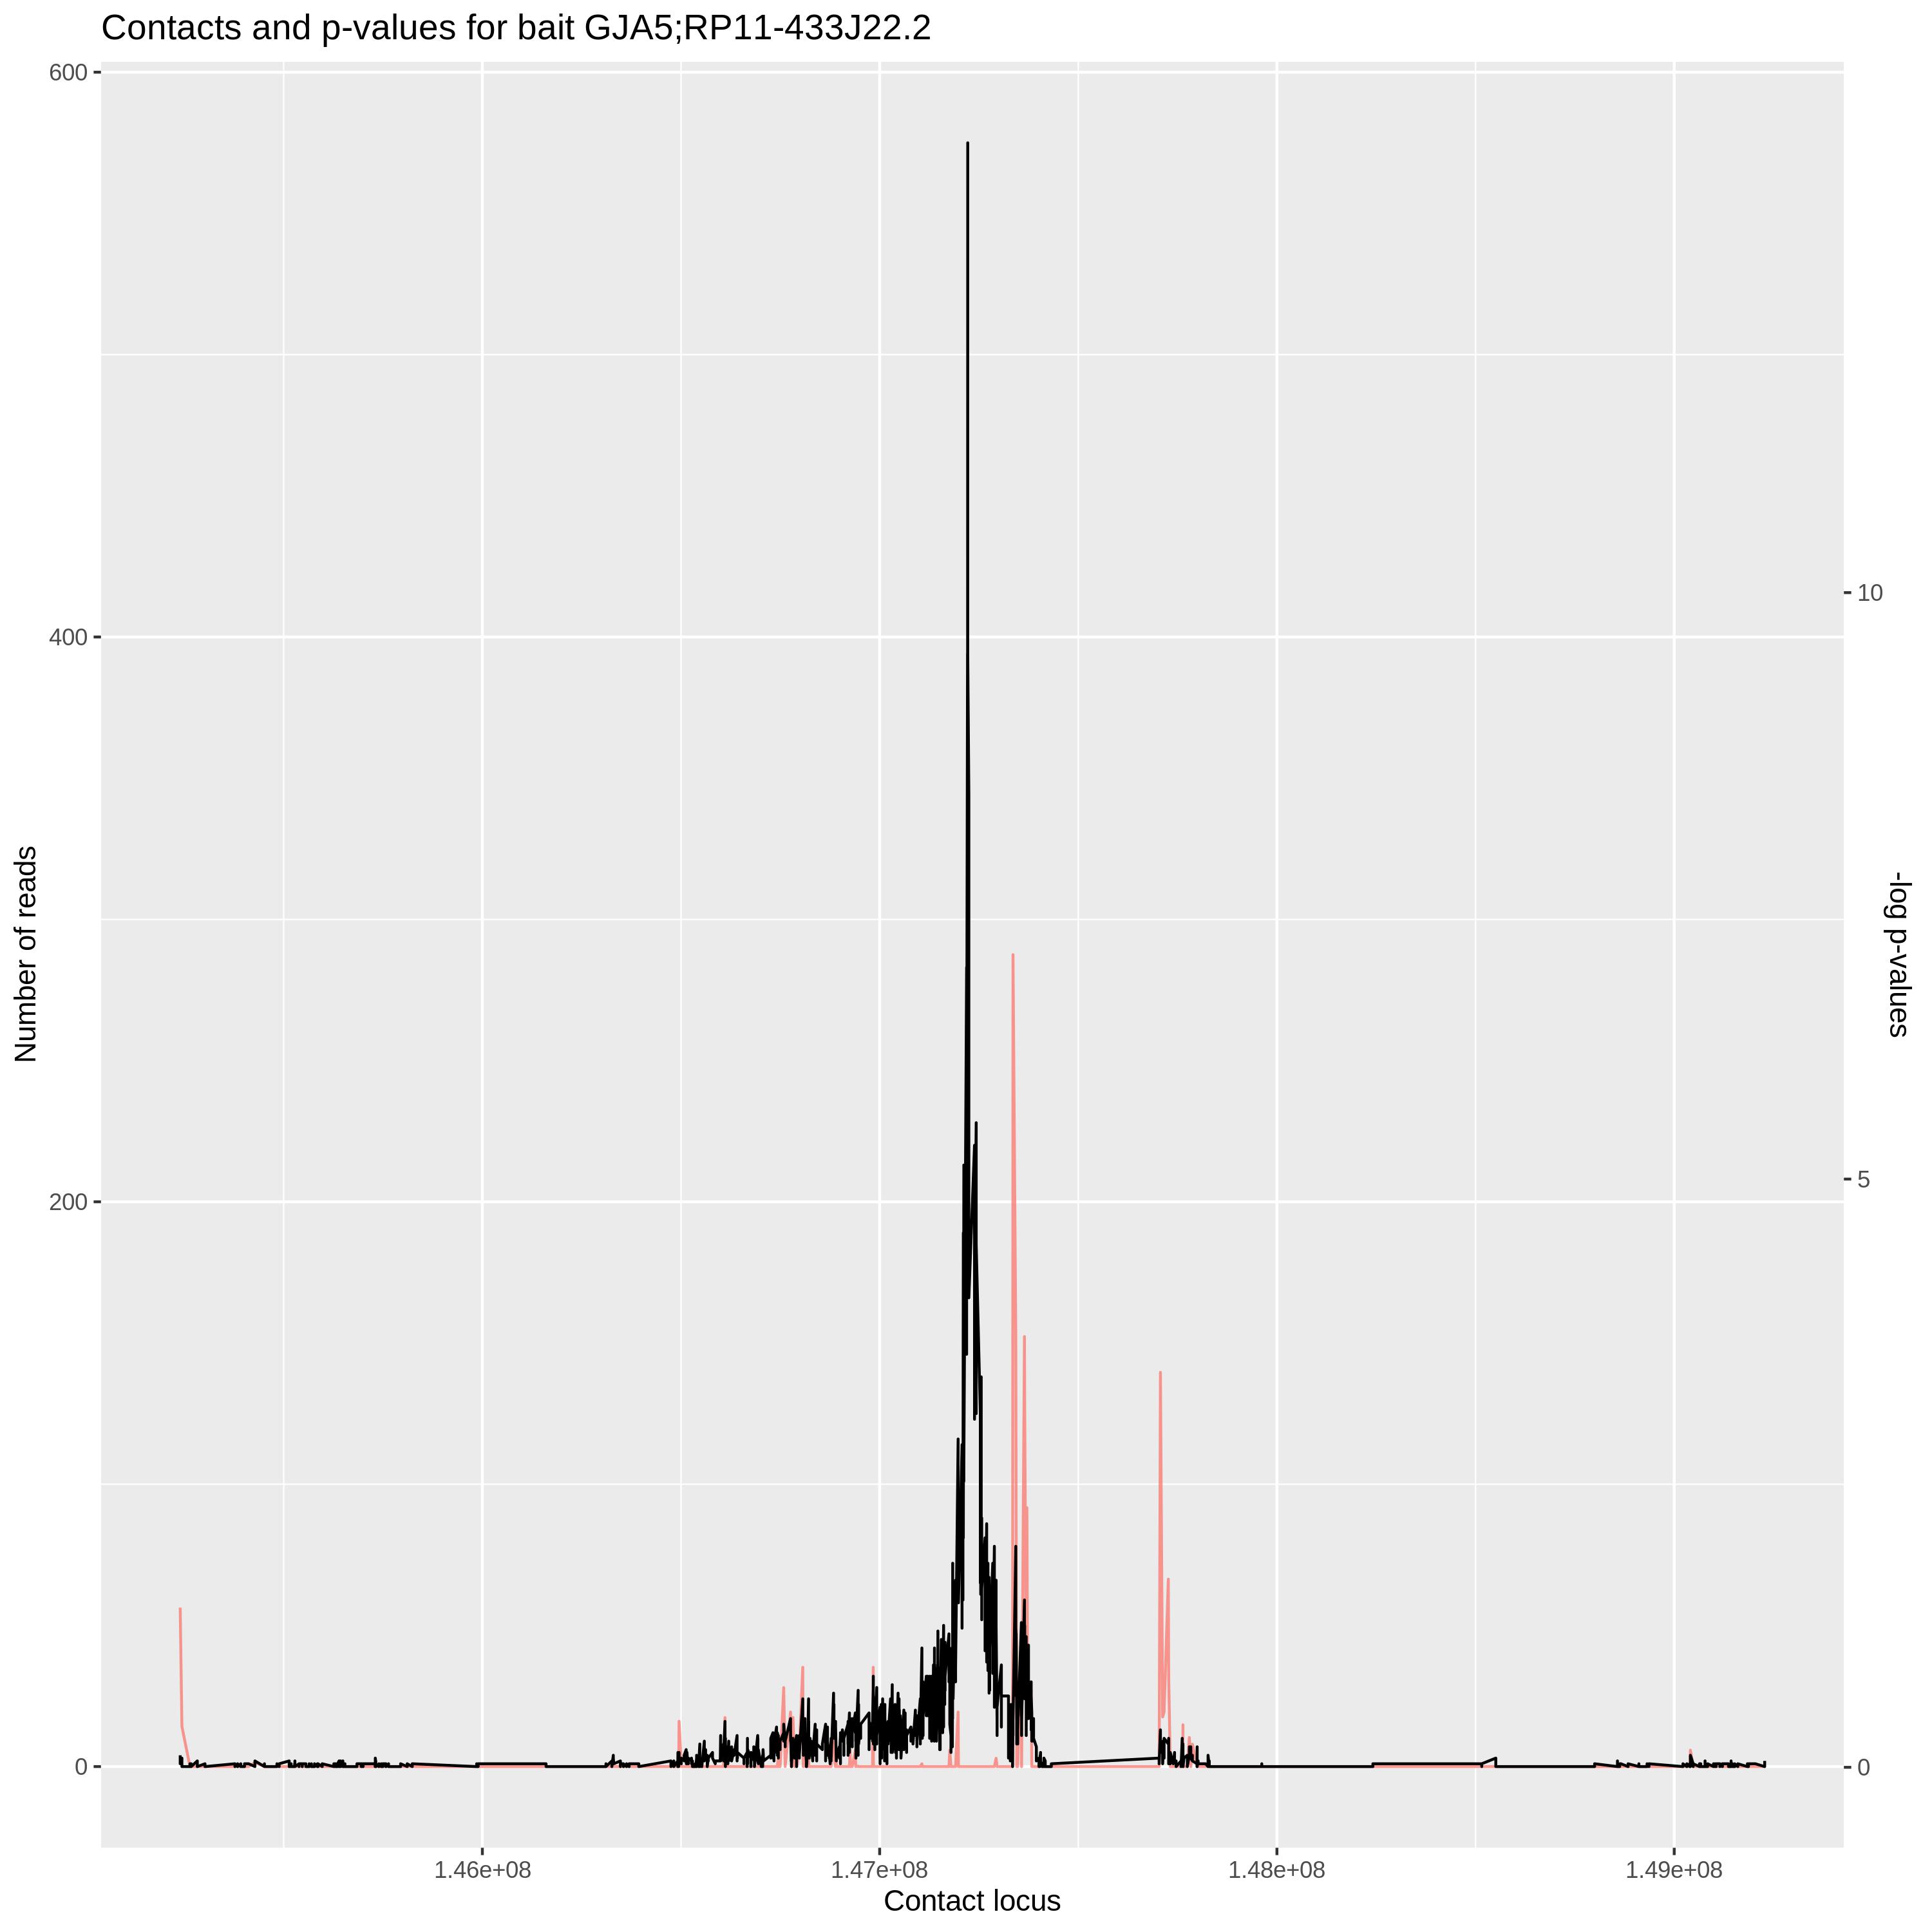 Contacts and p-values for bait GJA5;RP11-433J22.2
600
400
200
0
Number of reads
10
5
0
-log p-values
1.46e+08
1.47e+08
1.48e+08
1.49e+08
Contact locus